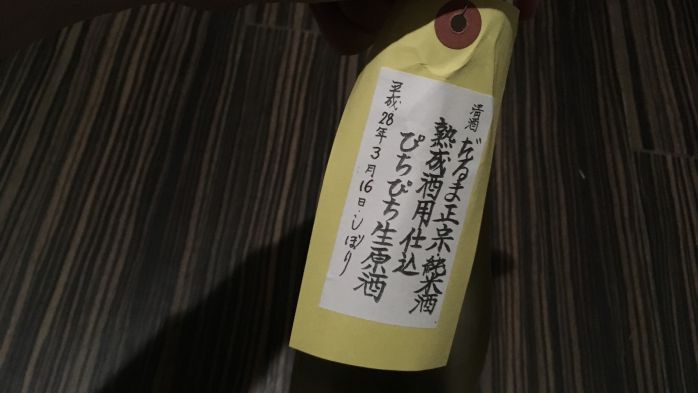 清酒 だるま正宗 純米酒
熟成酒用仕込
ぴちぴち生原酒
平成28年3月16日しぼり